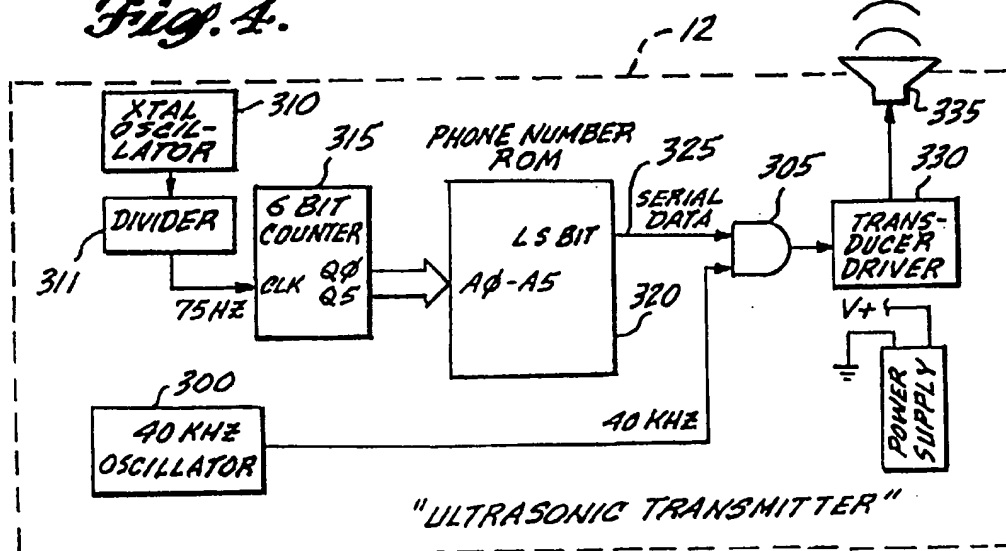 Fig. 4.
12
XTAL
OSCIL-
LATOR
310
DIVIDER
311
75HZ
315
6 BIT
COUNTER
CLK QØ
Q5
PHONE NUMBER
ROM
LS BIT
AØ-A5
320
325
SERIAL
DATA
305
330
TRANS-
DUCER
DRIVER
335
V+
POWER
SUPPLY
300
40 KHZ
OSCILLATOR
40 KHZ
"ULTRASONIC TRANSMITTER"